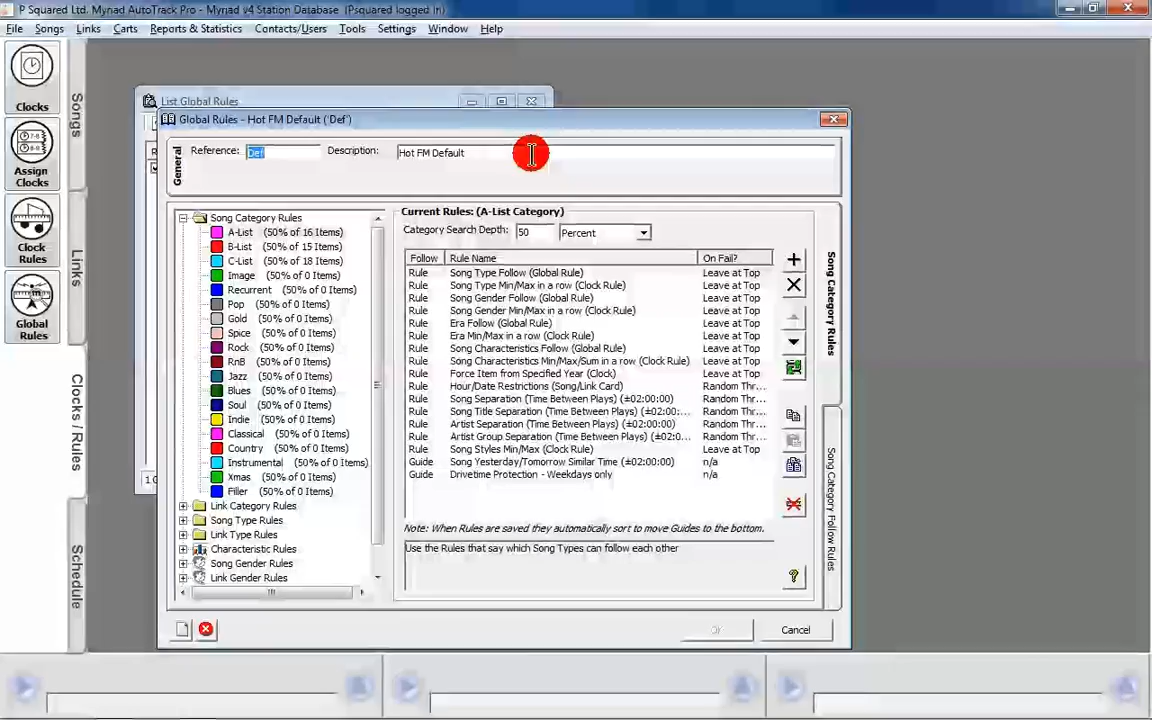 P Squared Ltd. Myriad AutoTrack Pro - Myriad v4 Station Database (Psquared logged in)
File Songs Links Carts Reports & Statistics Contacts/Users Tools Settings Window Help
Clocks
Assign Clocks
Clock Rules
Global Rules
Songs
Links
Clocks / Rules
Schedule
List Global Rules
Global Rules - Hot FM Default ('Def')
General
Reference: Def Description: Hot FM Default
Song Category Rules
A-List (50% of 16 Items)
B-List (50% of 15 Items)
C-List (50% of 18 Items)
Image (50% of 0 Items)
Recurrent (50% of 0 Items)
Pop (50% of 0 Items)
Gold (50% of 0 Items)
Spice (50% of 0 Items)
Rock (50% of 0 Items)
RnB (50% of 0 Items)
Jazz (50% of 0 Items)
Blues (50% of 0 Items)
Soul (50% of 0 Items)
Indie (50% of 0 Items)
Classical (50% of 0 Items)
Country (50% of 0 Items)
Instrumental (50% of 0 Items)
Xmas (50% of 0 Items)
Filler (50% of 0 Items)
Link Category Rules
Song Type Rules
Link Type Rules
Characteristic Rules
Song Gender Rules
Link Gender Rules
Current Rules: (A-List Category)
Category Search Depth: 50 Percent
Follow Rule Name On Fail?
Rule Song Type Follow (Global Rule) Leave at Top
Rule Song Type Min/Max in a row (Clock Rule) Leave at Top
Rule Song Gender Follow (Global Rule) Leave at Top
Rule Song Gender Min/Max in a row (Clock Rule) Leave at Top
Rule Era Follow (Global Rule) Leave at Top
Rule Era Min/Max in a row (Clock Rule) Leave at Top
Rule Song Characteristics Follow (Global Rule) Leave at Top
Rule Song Characteristics Min/Max/Sum in a row (Clock Rule) Leave at Top
Rule Force Item from Specified Year (Clock) Leave at Top
Rule Hour/Date Restrictions (Song/Link Card) Random Thr...
Rule Song Separation (Time Between Plays) (±02:00:00) Random Thr...
Rule Song Title Separation (Time Between Plays) (±02:00:... Random Thr...
Rule Artist Separation (Time Between Plays) (±02:00:00) Random Thr...
Rule Artist Group Separation (Time Between Plays) (±02:0... Random Thr...
Rule Song Styles Min/Max (Clock Rule) Leave at Top
Guide Song Yesterday/Tomorrow Similar Time (±02:00:00) n/a
Guide Drivetime Protection - Weekdays only n/a
Note: When Rules are saved they automatically sort to move Guides to the bottom.
Use the Rules that say which Song Types can follow each other
Song Category Rules
Song Category Follow Rules
Cancel